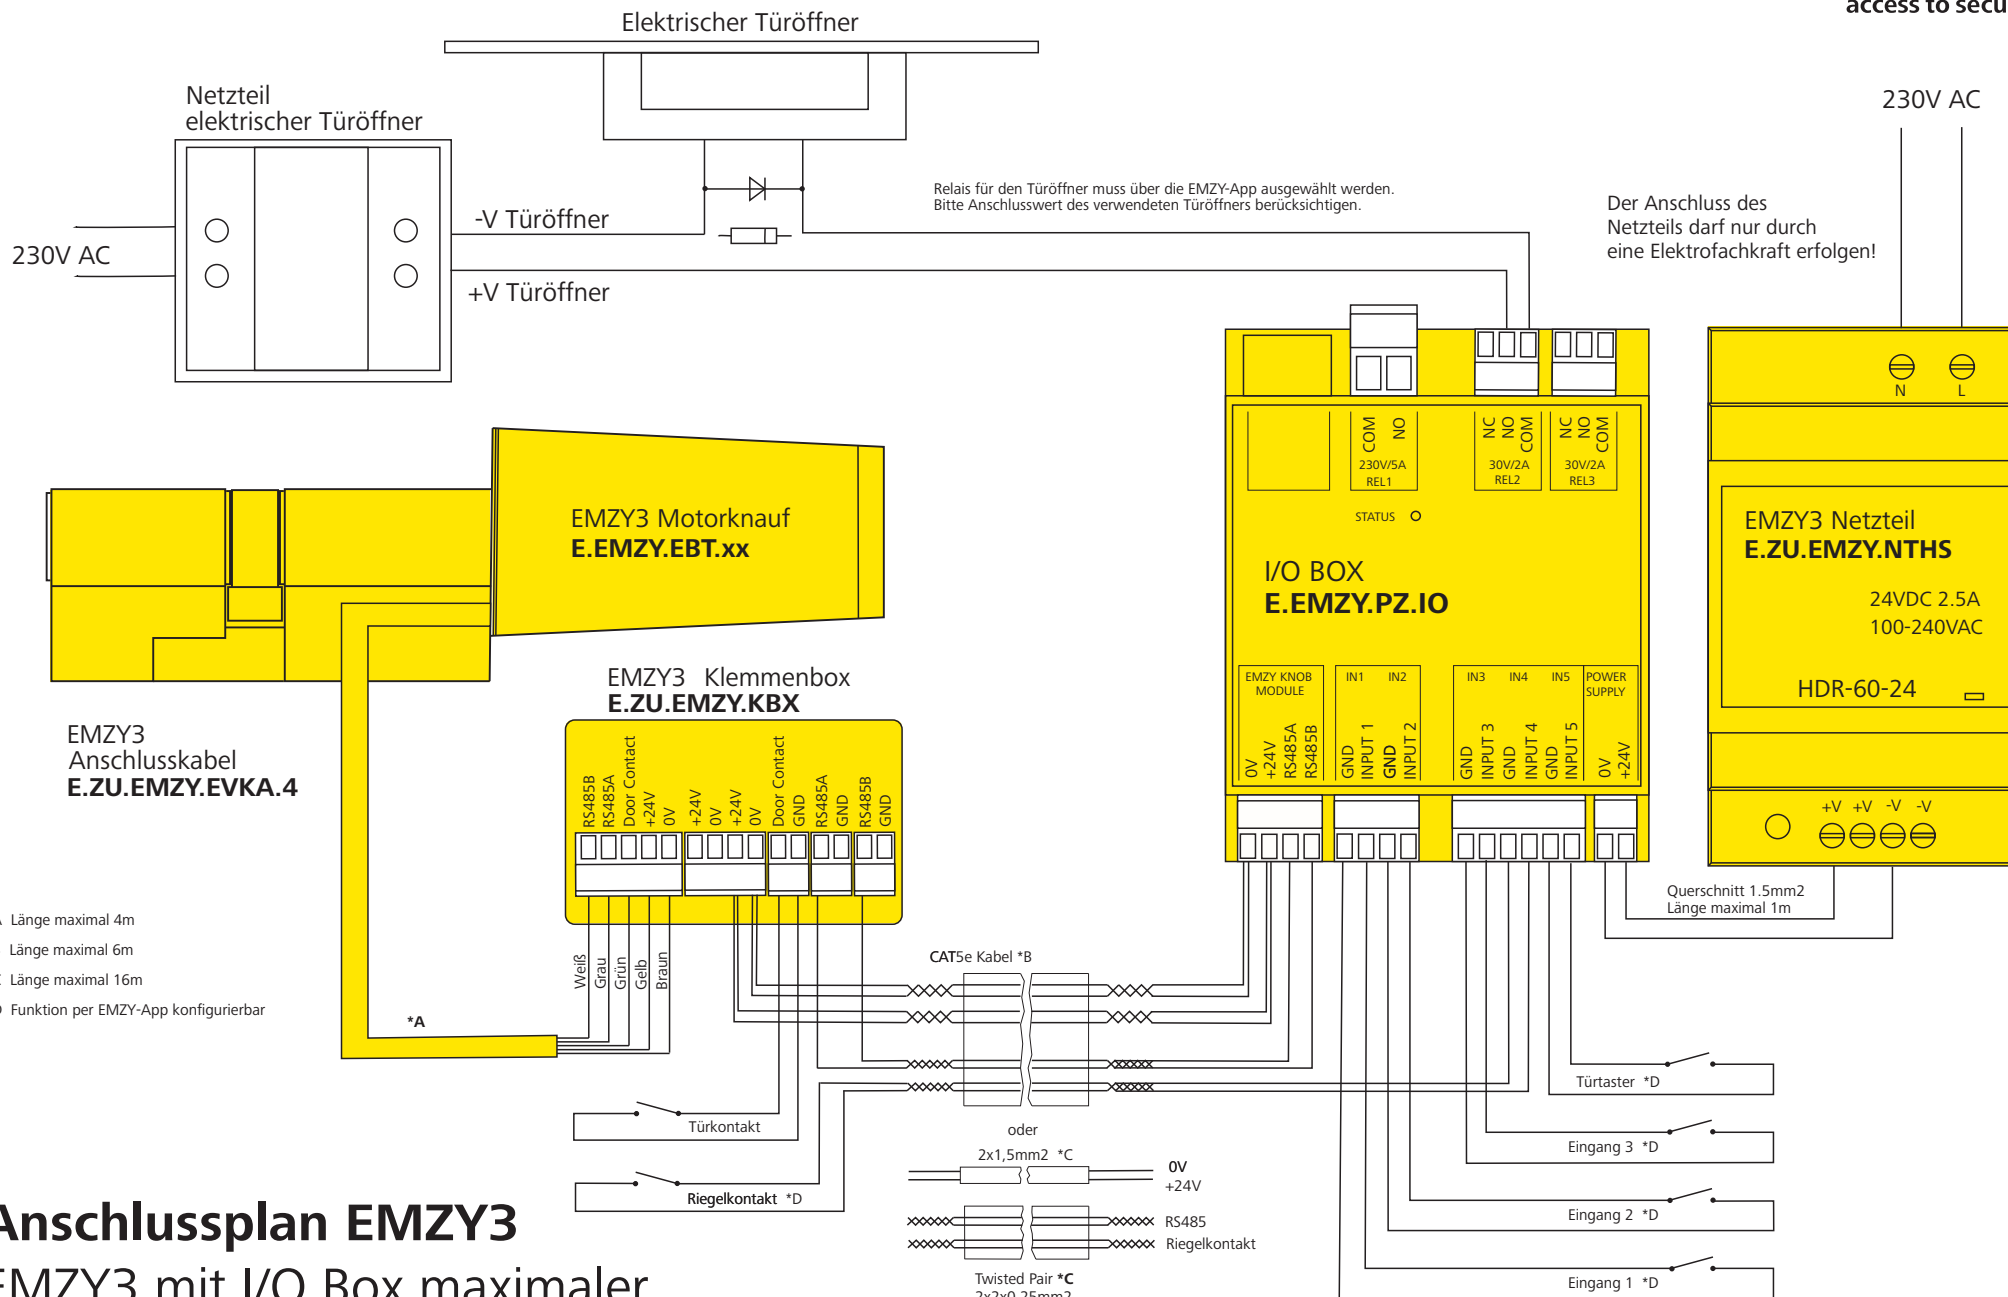 access to secu
Elektrischer Türöffner
Netzteil
elektrischer Türöffner
230V AC
-V Türöffner
+V Türöffner
Relais für den Türöffner muss über die EMZY-App ausgewählt werden.
Bitte Anschlusswert des verwendeten Türöffners berücksichtigen.
230V AC
Der Anschluss des
Netzteils darf nur durch
eine Elektrofachkraft erfolgen!
N L
COM NO
230V/5A
REL1
NC NO COM
30V/2A
REL2
NC NO COM
30V/2A
REL3
STATUS
I/O BOX
E.EMZY.PZ.IO
EMZY KNOB
MODULE
IN1 IN2
IN3 IN4 IN5
POWER
SUPPLY
0V
+24V
RS485A
RS485B
GND
INPUT 1
GND
INPUT 2
GND
INPUT 3
GND
INPUT 4
GND
INPUT 5
0V
+24V
EMZY3 Netzteil
E.ZU.EMZY.NTHS
24VDC 2.5A
100-240VAC
HDR-60-24
+V +V -V -V
Querschnitt 1.5mm2
Länge maximal 1m
EMZY3 Motorknauf
E.EMZY.EBT.xx
EMZY3
Anschlusskabel
E.ZU.EMZY.EVKA.4
EMZY3 Klemmenbox
E.ZU.EMZY.KBX
RS485B
RS485A
Door Contact
+24V
0V
+24V
0V
+24V
0V
Door Contact
GND
RS485A
GND
RS485B
GND
Weiß
Grau
Grün
Gelb
Braun
Länge maximal 4m
Länge maximal 6m
Länge maximal 16m
Funktion per EMZY-App konfigurierbar
*A
CAT5e Kabel *B
oder
2x1,5mm2 *C
0V
+24V
RS485
Riegelkontakt
Twisted Pair *C
2x2x0,25mm2
Türkontakt
Riegelkontakt *D
Türtaster *D
Eingang 3 *D
Eingang 2 *D
Eingang 1 *D
Anschlussplan EMZY3
EMZY3 mit I/O Box maximaler